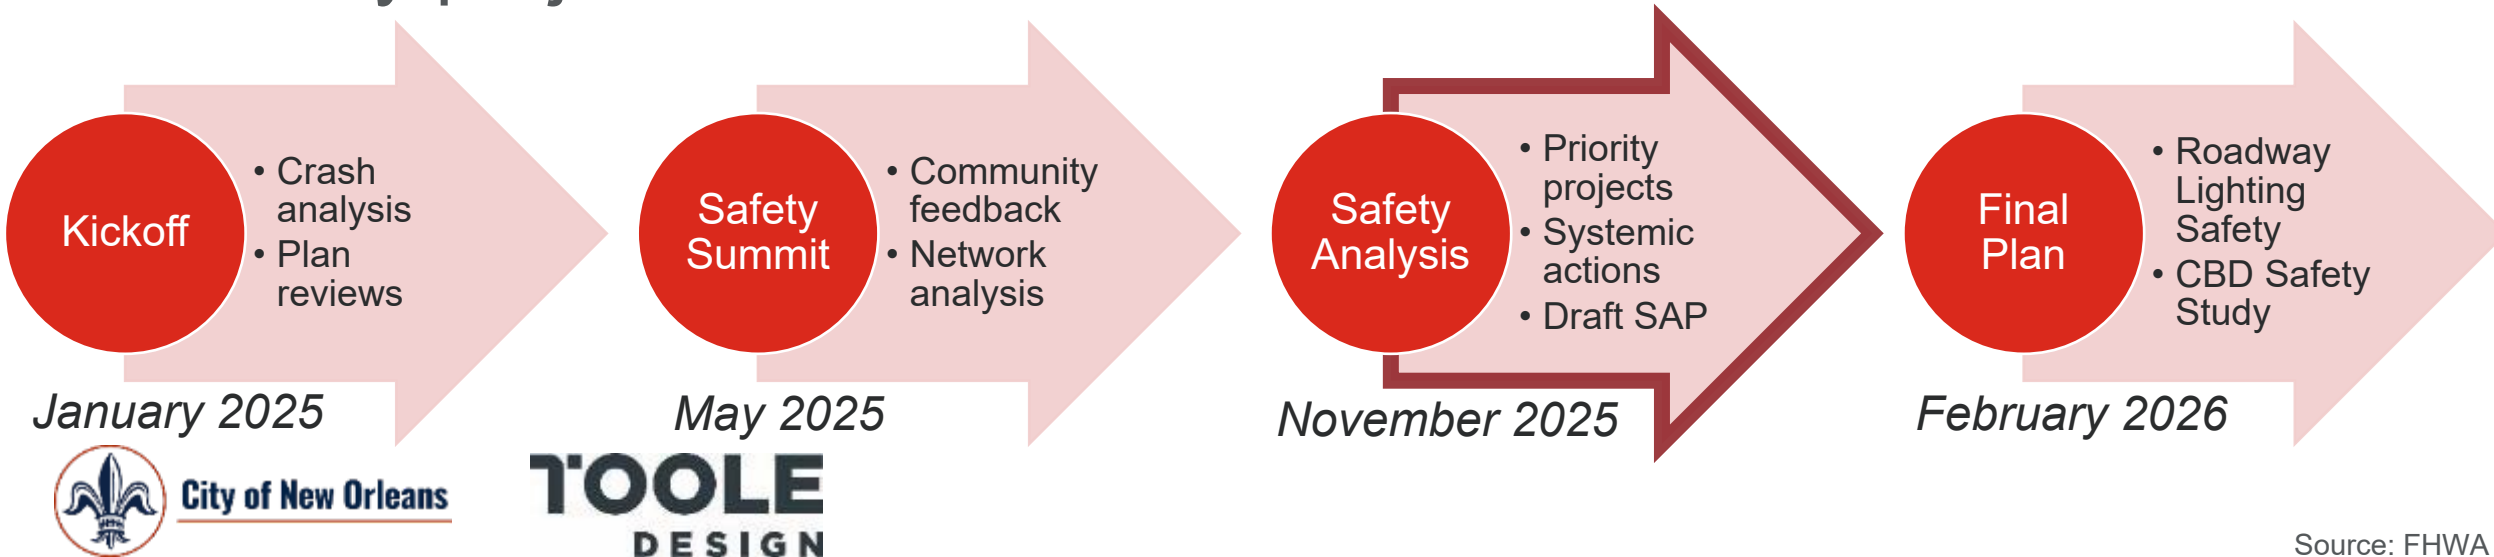 Kickoff
• Crash
analysis
• Plan
reviews
January 2025
Safety
Summit
• Community
feedback
• Network
analysis
May 2025
Safety
Analysis
• Priority
projects
• Systemic
actions
• Draft SAP
November 2025
Final
Plan
• Roadway
Lighting
Safety
• CBD Safety
Study
February 2026
City of New Orleans
TOOLE
DESIGN
Source: FHWA